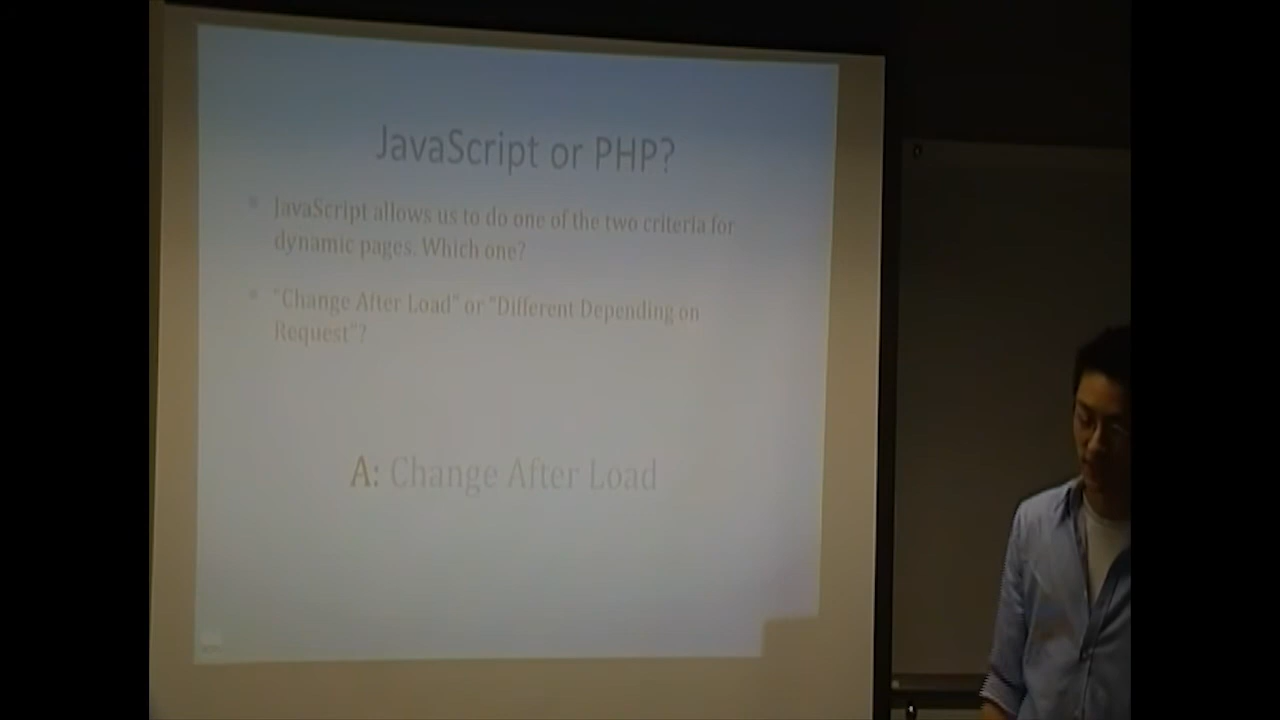 JavaScript or PHP?
JavaScript allows us to do one of the two criteria for
dynamic pages. Which one?
"Change After Load" or "Different Depending on
Request"?
A: Change After Load